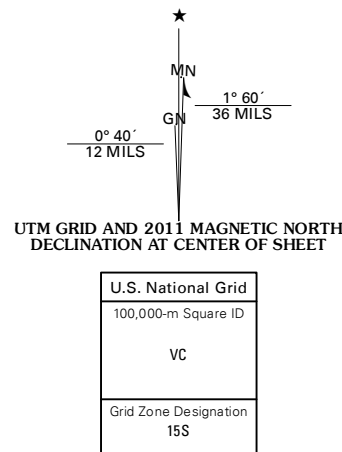 MN
GN
1° 60´
36 MILS
0° 40´
12 MILS
UTM GRID AND 2011 MAGNETIC NORTH
DECLINATION AT CENTER OF SHEET
U.S. National Grid
100,000-m Square ID
VC
Grid Zone Designation
15S